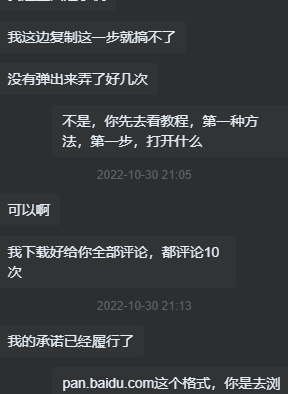 我这边复制这一步就搞不了
没有弹出来弄了好几次
不是，你先去看教程，第一种方
法，第一步，打开什么
2022-10-30 21:05
可以啊
我下载好给你全部评论，都评论10
次
2022-10-30 21:13
我的承诺已经履行了
pan.baidu.com这个格式，你是去浏